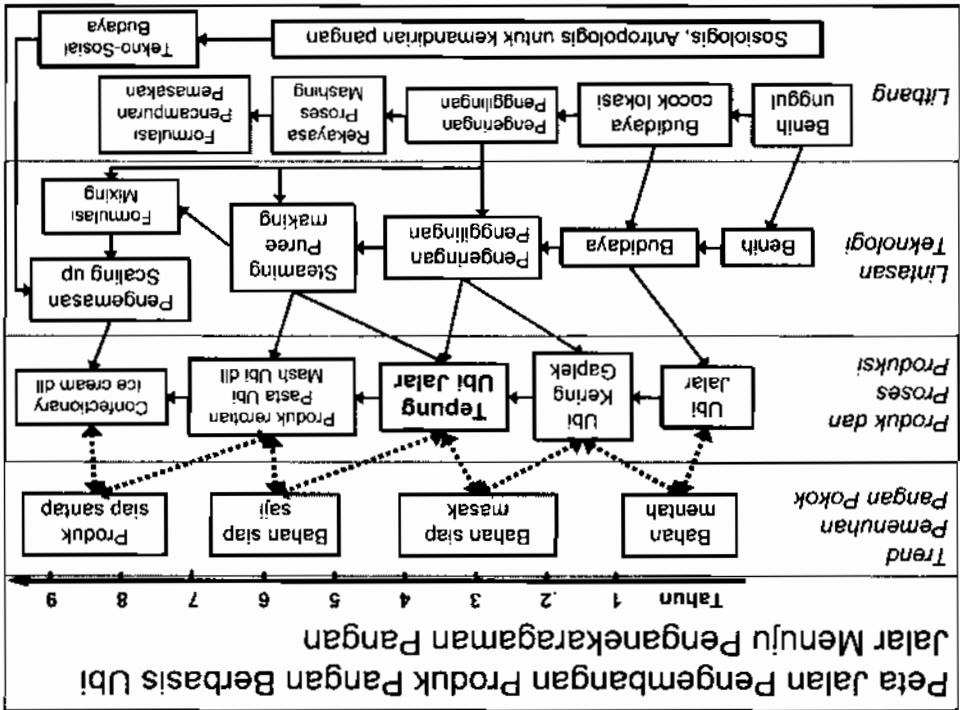 Peta Jalan Pengembangan Produk Pangan Berbasis Ubi
Jalar Menuju Penganekaragaman Pangan
Tahun 1 2 3 4 5 6 7 8 9
Trend
Pemenuhan
Pangan Pokok
Bahan
mentah
Bahan siap
masak
Bahan siap
saji
Produk
siap santap
Produk dan
Proses
Produksi
Ubi
Jalar
Ubi
Kering
Gaplek
Tepung
Ubi Jalar
Produk rerotan
Pasta Ubi
Mash Ubi dll
Confectionary
ice cream dll
Lintasan
Teknologi
Benih
Budidaya
Pengeringan
Penggilingan
Steaming
Puree
making
Formulasi
Mixing
Pengemasan
Scaling up
Litbang
Benih
unggul
Budidaya
cocok lokasi
Pengeringan
Penggilingan
Rekayasa
Proses
Mashing
Formulasi
Pencampuran
Pemasakan
Sosiologis, Antropologis untuk kemandirian pangan
Tekno-Sosial
Budaya